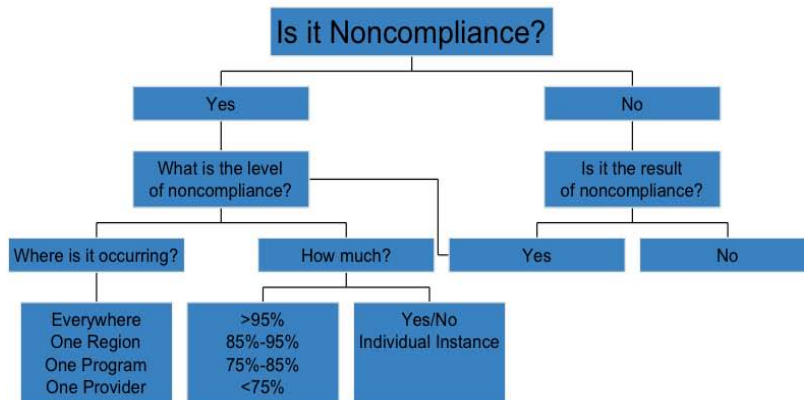 Is it Noncompliance?
Yes
No
What is the level
of noncompliance?
Is it the result
of noncompliance?
Where is it occurring?
How much?
Yes
No
Everywhere
One Region
One Program
One Provider
>95%
85%-95%
75%-85%
<75%
Yes/No
Individual Instance